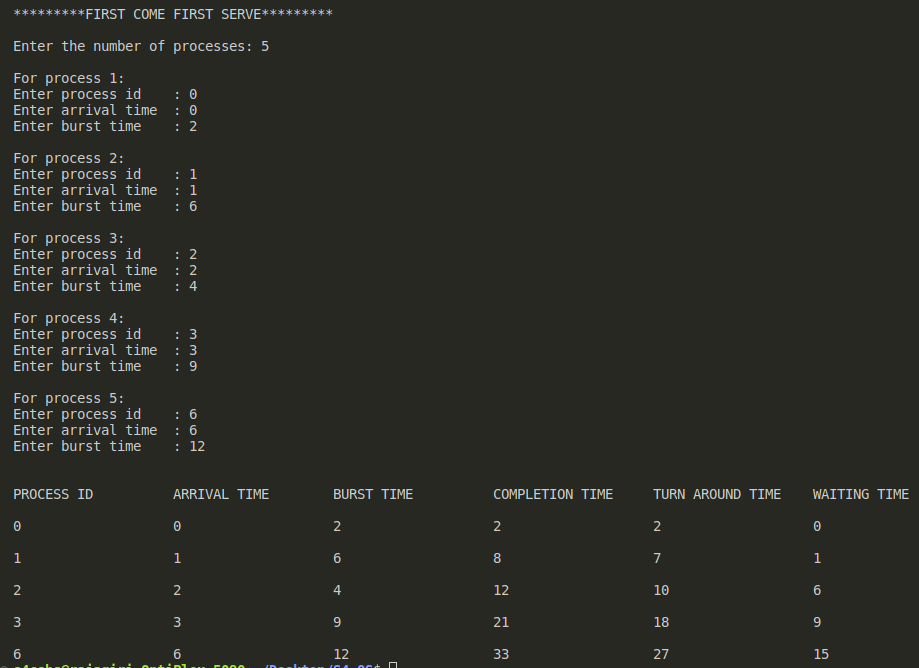 *********FIRST COME FIRST SERVE*********
Enter the number of processes: 5
For process 1:
Enter process id    : 0
Enter arrival time  : 0
Enter burst time    : 2
For process 2:
Enter process id    : 1
Enter arrival time  : 1
Enter burst time    : 6
For process 3:
Enter process id    : 2
Enter arrival time  : 2
Enter burst time    : 4
For process 4:
Enter process id    : 3
Enter arrival time  : 3
Enter burst time    : 9
For process 5:
Enter process id    : 6
Enter arrival time  : 6
Enter burst time    : 12
PROCESS ID          ARRIVAL TIME        BURST TIME          COMPLETION TIME     TURN AROUND TIME    WAITING TIME
0                   0                   2                   2                   2                   0
1                   1                   6                   8                   7                   1
2                   2                   4                   12                  10                  6
3                   3                   9                   21                  18                  9
6                   6                   12                  33                  27                  15